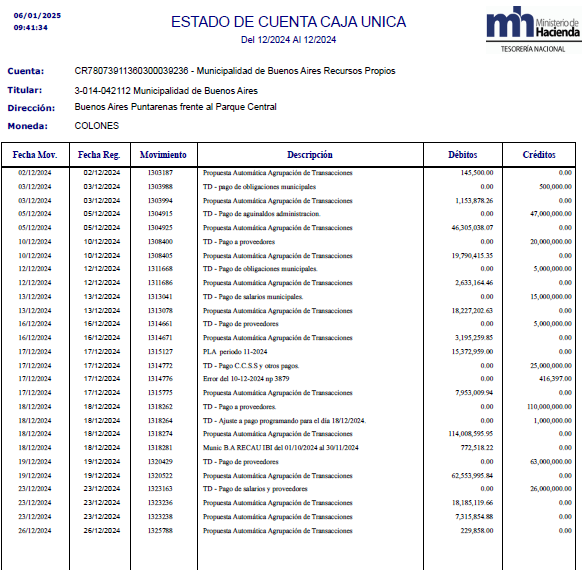 06/01/2025
09:41:34
ESTADO DE CUENTA CAJA UNICA
Del 12/2024 Al 12/2024
mh Ministerio de Hacienda
TESORERÍA NACIONAL
Cuenta: CR78073911360300039236 - Municipalidad de Buenos Aires Recursos Propios
Titular: 3-014-042112 Municipalidad de Buenos Aires
Dirección: Buenos Aires Puntarenas frente al Parque Central
Moneda: COLONES
Fecha Mov. Fecha Reg. Movimiento Descripción Débitos Créditos
02/12/2024 02/12/2024 1303187 Propuesta Automática Agrupación de Transacciones 145,500.00 0.00
03/12/2024 03/12/2024 1303988 TD - pago de obligaciones municipales 0.00 500,000.00
03/12/2024 03/12/2024 1303994 Propuesta Automática Agrupación de Transacciones 1,153,878.26 0.00
05/12/2024 05/12/2024 1304915 TD - Pago de aguinaldos administracion. 0.00 47,000,000.00
05/12/2024 05/12/2024 1304925 Propuesta Automática Agrupación de Transacciones 46,305,038.07 0.00
10/12/2024 10/12/2024 1308400 TD - Pago a proveedores 0.00 20,000,000.00
10/12/2024 10/12/2024 1308405 Propuesta Automática Agrupación de Transacciones 19,790,415.35 0.00
12/12/2024 12/12/2024 1311668 TD - Pago de obligaciones municipales. 0.00 5,000,000.00
12/12/2024 12/12/2024 1311686 Propuesta Automática Agrupación de Transacciones 2,633,164.46 0.00
13/12/2024 13/12/2024 1313041 TD - Pago de salarios municipales. 0.00 15,000,000.00
13/12/2024 13/12/2024 1313078 Propuesta Automática Agrupación de Transacciones 18,227,202.63 0.00
16/12/2024 16/12/2024 1314661 TD - Pago de proveedores 0.00 5,000,000.00
16/12/2024 16/12/2024 1314671 Propuesta Automática Agrupación de Transacciones 3,195,259.85 0.00
17/12/2024 17/12/2024 1315127 PLA periodo 11-2024 15,372,959.00 0.00
17/12/2024 17/12/2024 1314772 TD - Pago C.C.S.S y otros pagos. 0.00 25,000,000.00
17/12/2024 17/12/2024 1314776 Error del 10-12-2024 np 3879 0.00 416,397.00
17/12/2024 17/12/2024 1315775 Propuesta Automática Agrupación de Transacciones 7,953,009.94 0.00
18/12/2024 18/12/2024 1318262 TD - Pago a proveedores. 0.00 110,000,000.00
18/12/2024 18/12/2024 1318264 TD - Ajuste a pago programando para el dia 18/12/2024. 0.00 1,000,000.00
18/12/2024 18/12/2024 1318274 Propuesta Automática Agrupación de Transacciones 114,008,595.95 0.00
18/12/2024 18/12/2024 1318281 Munic B.A RECAU IBI del 01/10/2024 al 30/11/2024 772,518.22 0.00
19/12/2024 19/12/2024 1320429 TD - Pago de proveedores 0.00 63,000,000.00
19/12/2024 19/12/2024 1320522 Propuesta Automática Agrupación de Transacciones 62,553,995.84 0.00
23/12/2024 23/12/2024 1323163 TD - Pago de salarios y proveedores 0.00 26,000,000.00
23/12/2024 23/12/2024 1323236 Propuesta Automática Agrupación de Transacciones 18,185,119.66 0.00
23/12/2024 23/12/2024 1323238 Propuesta Automática Agrupación de Transacciones 7,315,854.88 0.00
26/12/2024 26/12/2024 1325788 Propuesta Automática Agrupación de Transacciones 229,858.00 0.00